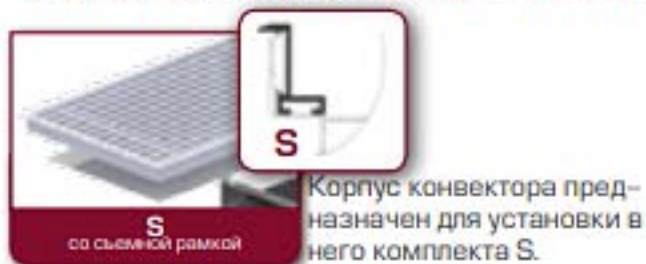 S
S
со съемной рамкой
Корпус конвектора пред-
назначен для установки в
него комплекта S.